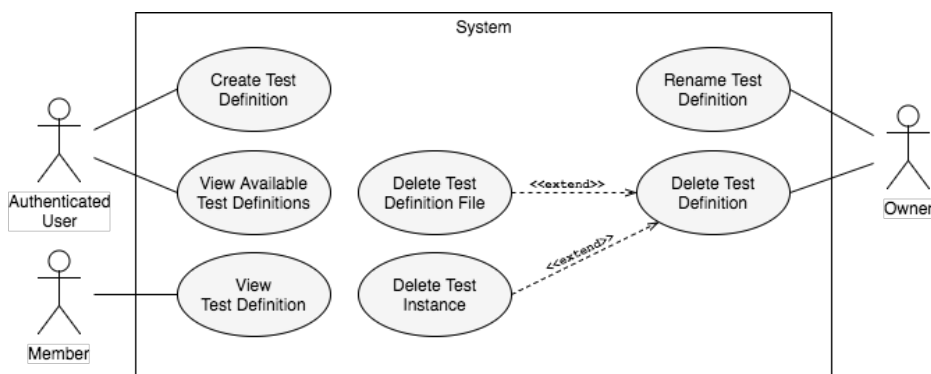 System
Create Test
Definition
Rename Test
Definition
Authenticated
User
View Available
Test Definitions
Delete Test
Definition File
<<extend>>
Delete Test
Definition
Owner
<<extend>>
Member
View
Test Definition
Delete Test
Instance